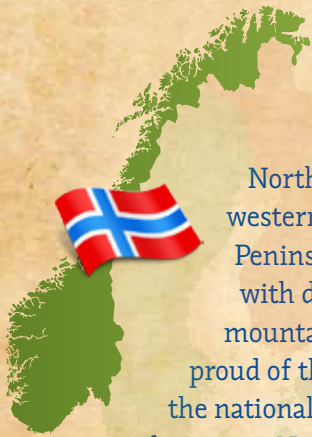 North
western
Penins
with d
mounta
proud of th
the national